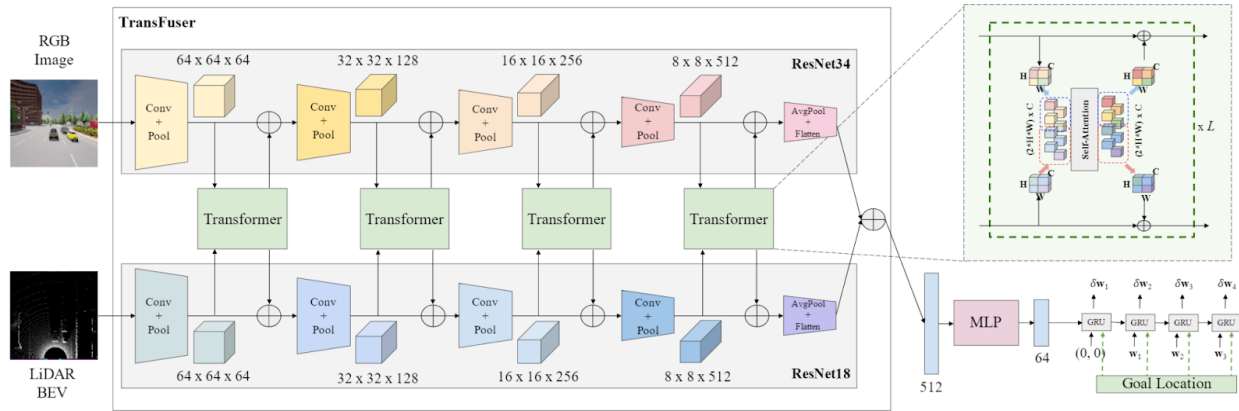 TransFuser
RGB
Image
64 x 64 x 64
32 x 32 x 128
16 x 16 x 256
8 x 8 x 512
ResNet34
Conv
+
Pool
Conv
+
Pool
Conv
+
Pool
Conv
+
Pool
AvgPool
+
Flatten
Transformer
Transformer
Transformer
Transformer
Conv
+
Pool
Conv
+
Pool
Conv
+
Pool
Conv
+
Pool
AvgPool
+
Flatten
LiDAR
BEV
64 x 64 x 64
32 x 32 x 128
16 x 16 x 256
8 x 8 x 512
ResNet18
H
C
W
H
C
W
(2*H*W) x C
Self-Attention
(2*H*W) x C
x L
H
C
W
H
C
W
512
MLP
64
δw₁
δw₂
δw₃
δw₄
GRU
GRU
GRU
GRU
(0, 0)
w₁
w₂
w₃
Goal Location